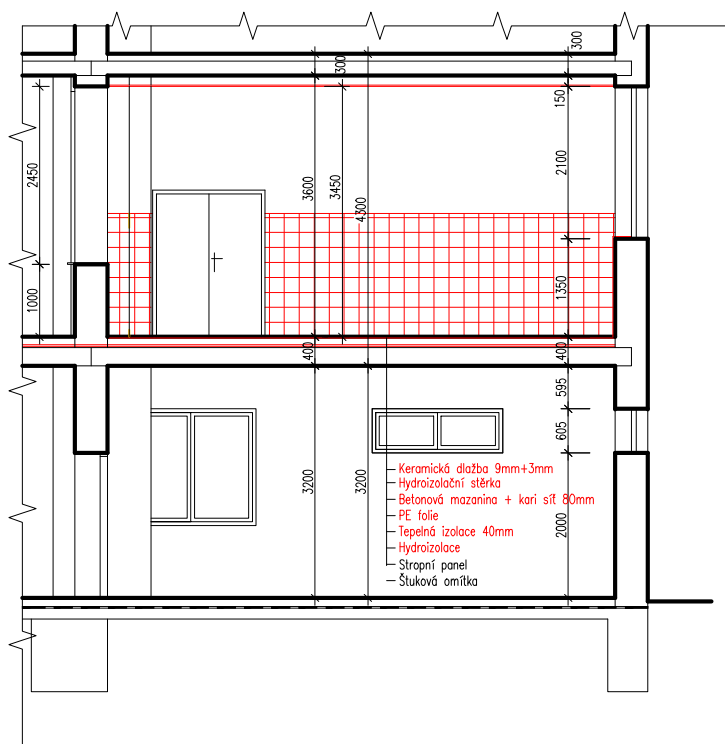 300
300
150
2450
3600
3450
4300
2100
1000
1350
400
400
595
605
3200
3200
2000
Keramická dlažba 9mm+3mm
Hydroizolační stěrka
Betonová mazanina + kari síť 80mm
PE folie
Tepelná izolace 40mm
Hydroizolace
Stropní panel
Štuková omítka